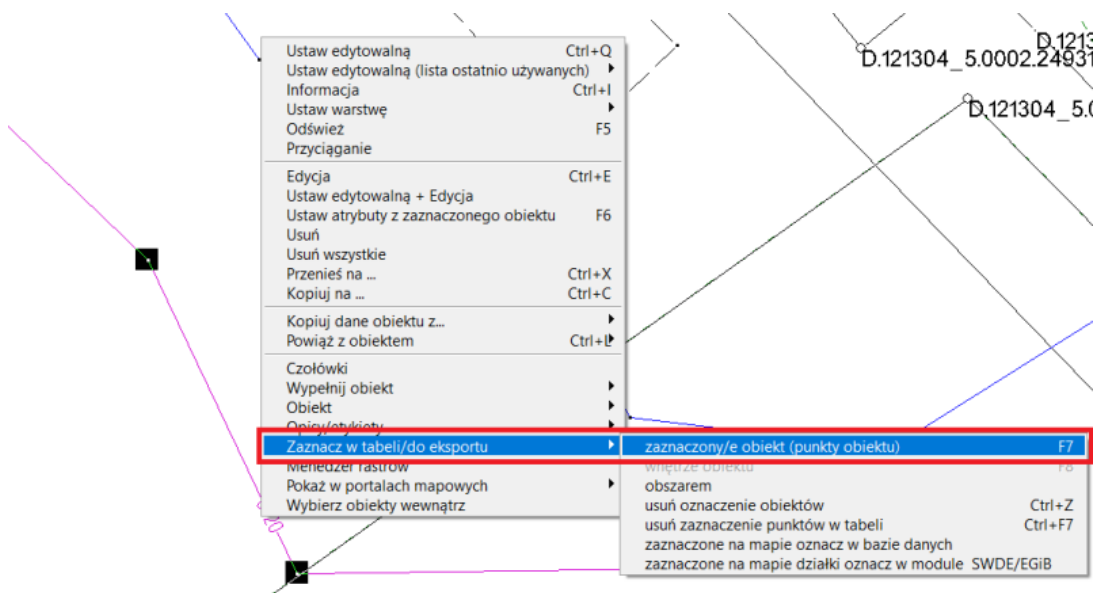 Ustaw edytowalną Ctrl+Q
Ustaw edytowalną (lista ostatnio używanych)
Informacja Ctrl+I
Ustaw warstwę
Odśwież F5
Przyciąganie
Edycja Ctrl+E
Ustaw edytowalną + Edycja
Ustaw atrybuty z zaznaczonego obiektu F6
Usuń
Usuń wszystkie
Przenieś na ... Ctrl+X
Kopiuj na ... Ctrl+C
Kopiuj dane obiektu z...
Powiąż z obiektem Ctrl+L
Czołówki
Wypełnij obiekt
Obiekt
Opisy/etykiety
Zaznacz w tabeli/do eksportu
Menedżer rastrów
Pokaż w portalach mapowych
Wybierz obiekty wewnątrz
zaznaczony/e obiekt (punkty obiektu) F7
wnętrze obiektu F8
obszarem
usuń oznaczenie obiektów Ctrl+Z
usuń zaznaczenie punktów w tabeli Ctrl+F7
zaznaczone na mapie oznacz w bazie danych
zaznaczone na mapie działki oznacz w module SWDE/EGiB
D.1213
D.121304_5.0002.24931
D.121304_5.0